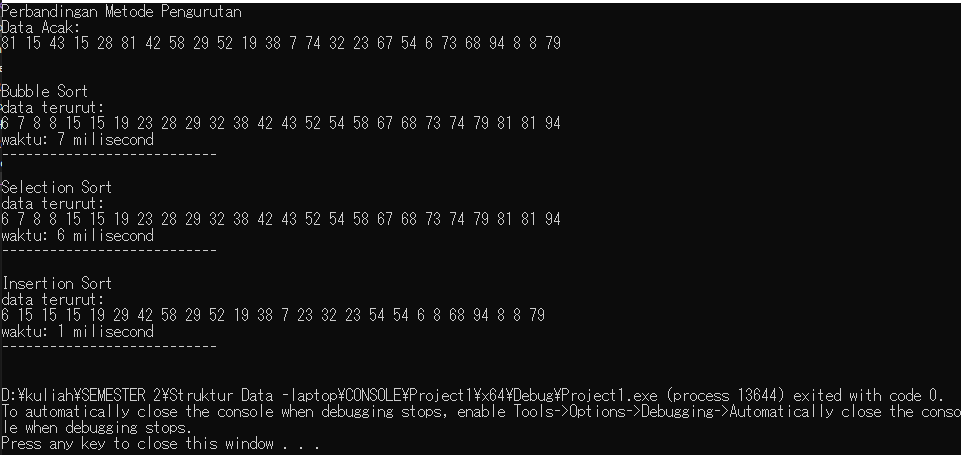 Perbandingan Metode Pengurutan
Data Acak:
81 15 43 15 28 81 42 58 29 52 19 38 7 74 32 23 67 54 6 73 68 94 8 8 79
Bubble Sort
data terurut:
6 7 8 8 15 15 19 23 28 29 32 38 42 43 52 54 58 67 68 73 74 79 81 81 94
waktu: 7 milisecond
---------------------------
Selection Sort
data terurut:
6 7 8 8 15 15 19 23 28 29 32 38 42 43 52 54 58 67 68 73 74 79 81 81 94
waktu: 6 milisecond
---------------------------
Insertion Sort
data terurut:
6 15 15 15 19 29 42 58 29 52 19 38 7 23 32 23 54 54 6 8 68 94 8 8 79
waktu: 1 milisecond
---------------------------
D:¥kuliah¥SEMESTER 2¥Struktur Data -laptop¥CONSOLE¥Project1¥x64¥Debug¥Project1.exe (process 13644) exited with code 0.
To automatically close the console when debugging stops, enable Tools->Options->Debugging->Automatically close the conso
le when debugging stops.
Press any key to close this window . . .